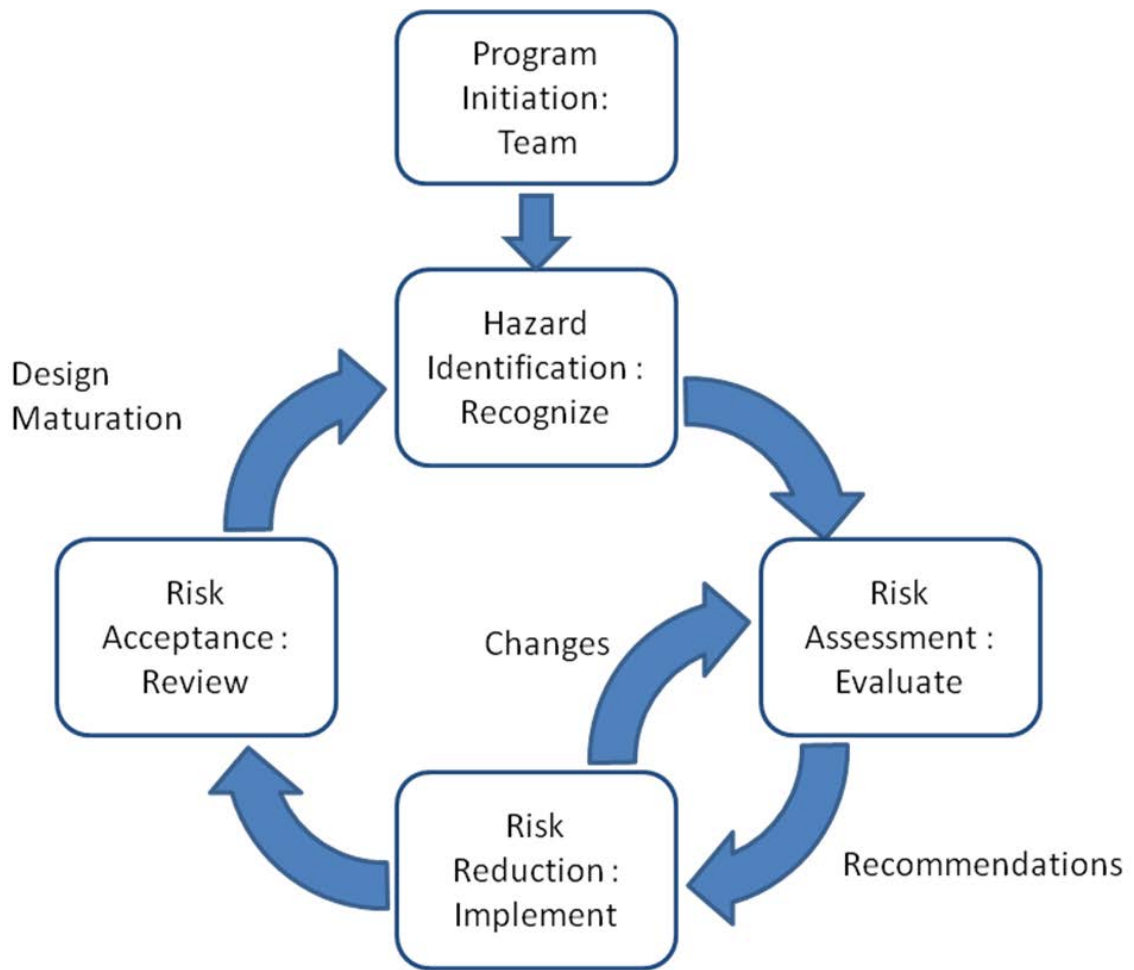 Program
Initiation:
Team
Hazard
Identification :
Recognize
Design
Maturation
Risk
Acceptance :
Review
Changes
Risk
Assessment :
Evaluate
Risk
Reduction :
Implement
Recommendations